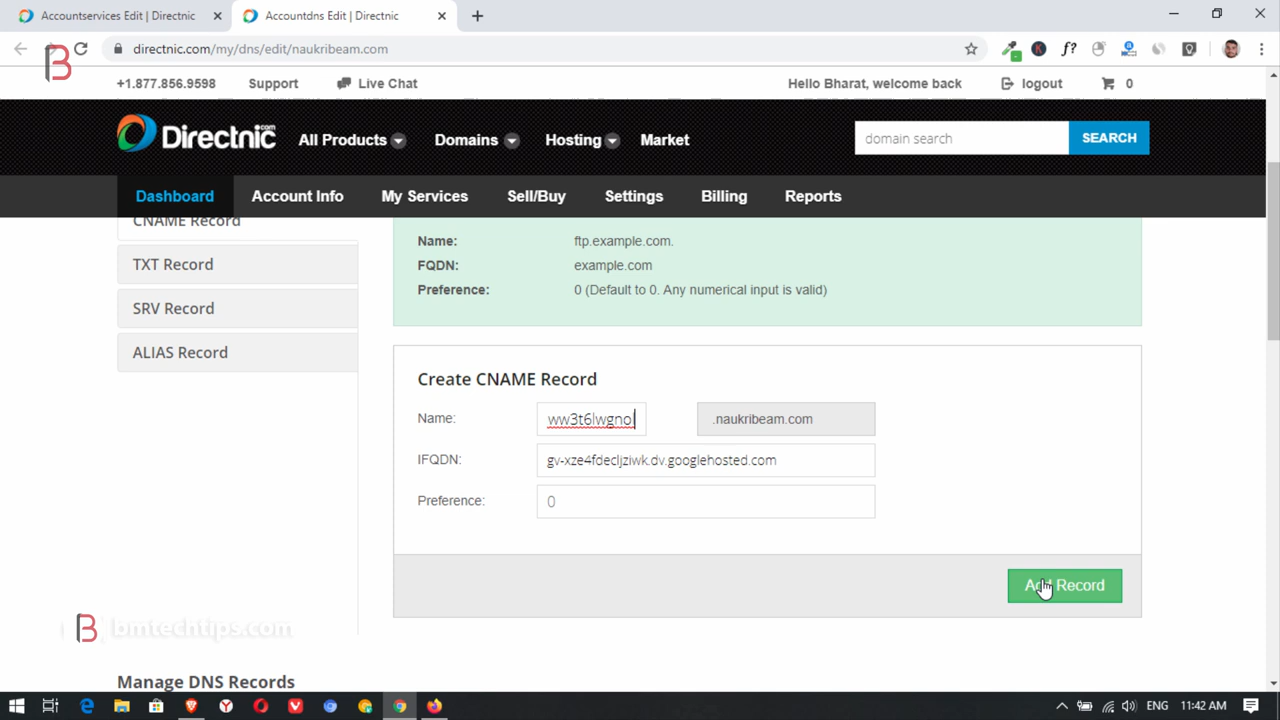 Accountservices Edit | Directnic
Accountdns Edit | Directnic
directnic.com/my/dns/edit/naukribeam.com
f?
+1.877.856.9598 Support Live Chat Hello Bharat, welcome back logout 0
Directnic.com All Products Domains Hosting Market domain search SEARCH
Dashboard Account Info My Services Sell/Buy Settings Billing Reports
CNAME Record
TXT Record
SRV Record
ALIAS Record
Name: ftp.example.com.
FQDN: example.com
Preference: 0 (Default to 0. Any numerical input is valid)
Create CNAME Record
Name: ww3t6lwgnol .naukribeam.com
IFQDN: gv-xze4fdecljziwk.dv.googlehosted.com
Preference: 0
Add Record
bmtechtips.com
Manage DNS Records
ENG 11:42 AM